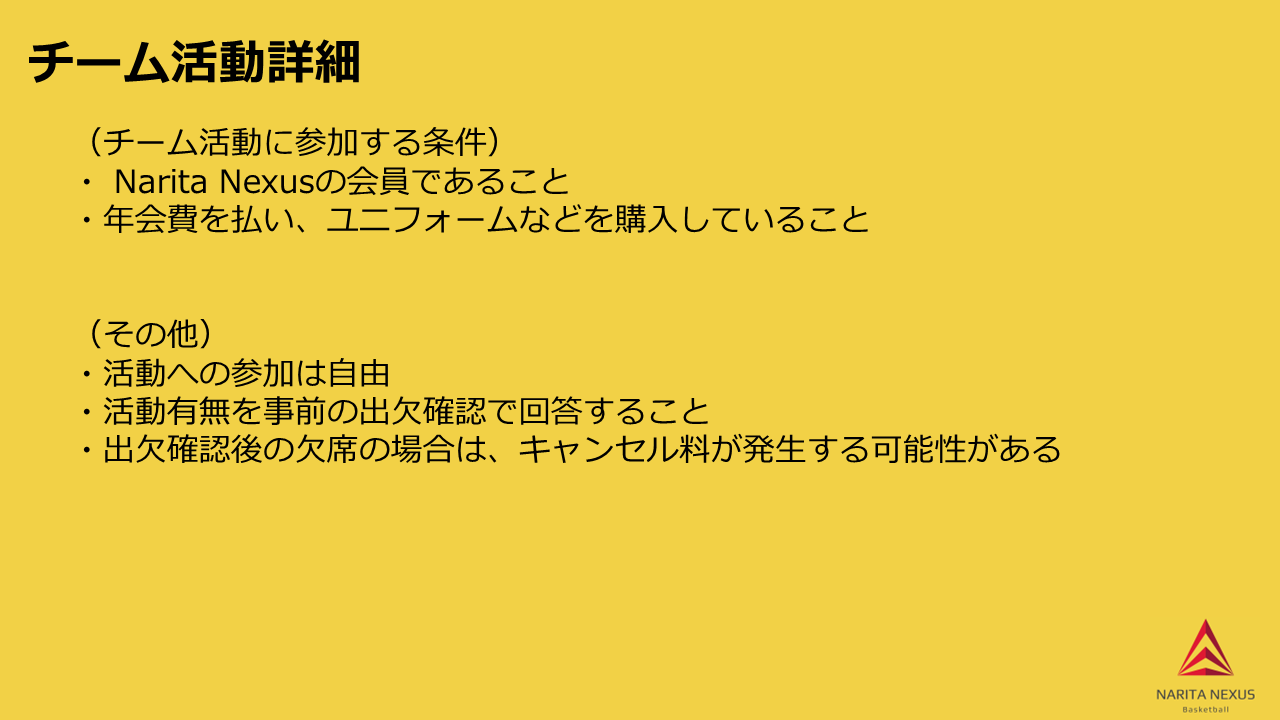 チーム活動詳細
（チーム活動に参加する条件）
・ Narita Nexusの会員であること
・年会費を払い、ユニフォームなどを購入していること
（その他）
・活動への参加は自由
・活動有無を事前の出欠確認で回答すること
・出欠確認後の欠席の場合は、キャンセル料が発生する可能性がある
NARITA NEXUS
Basketball